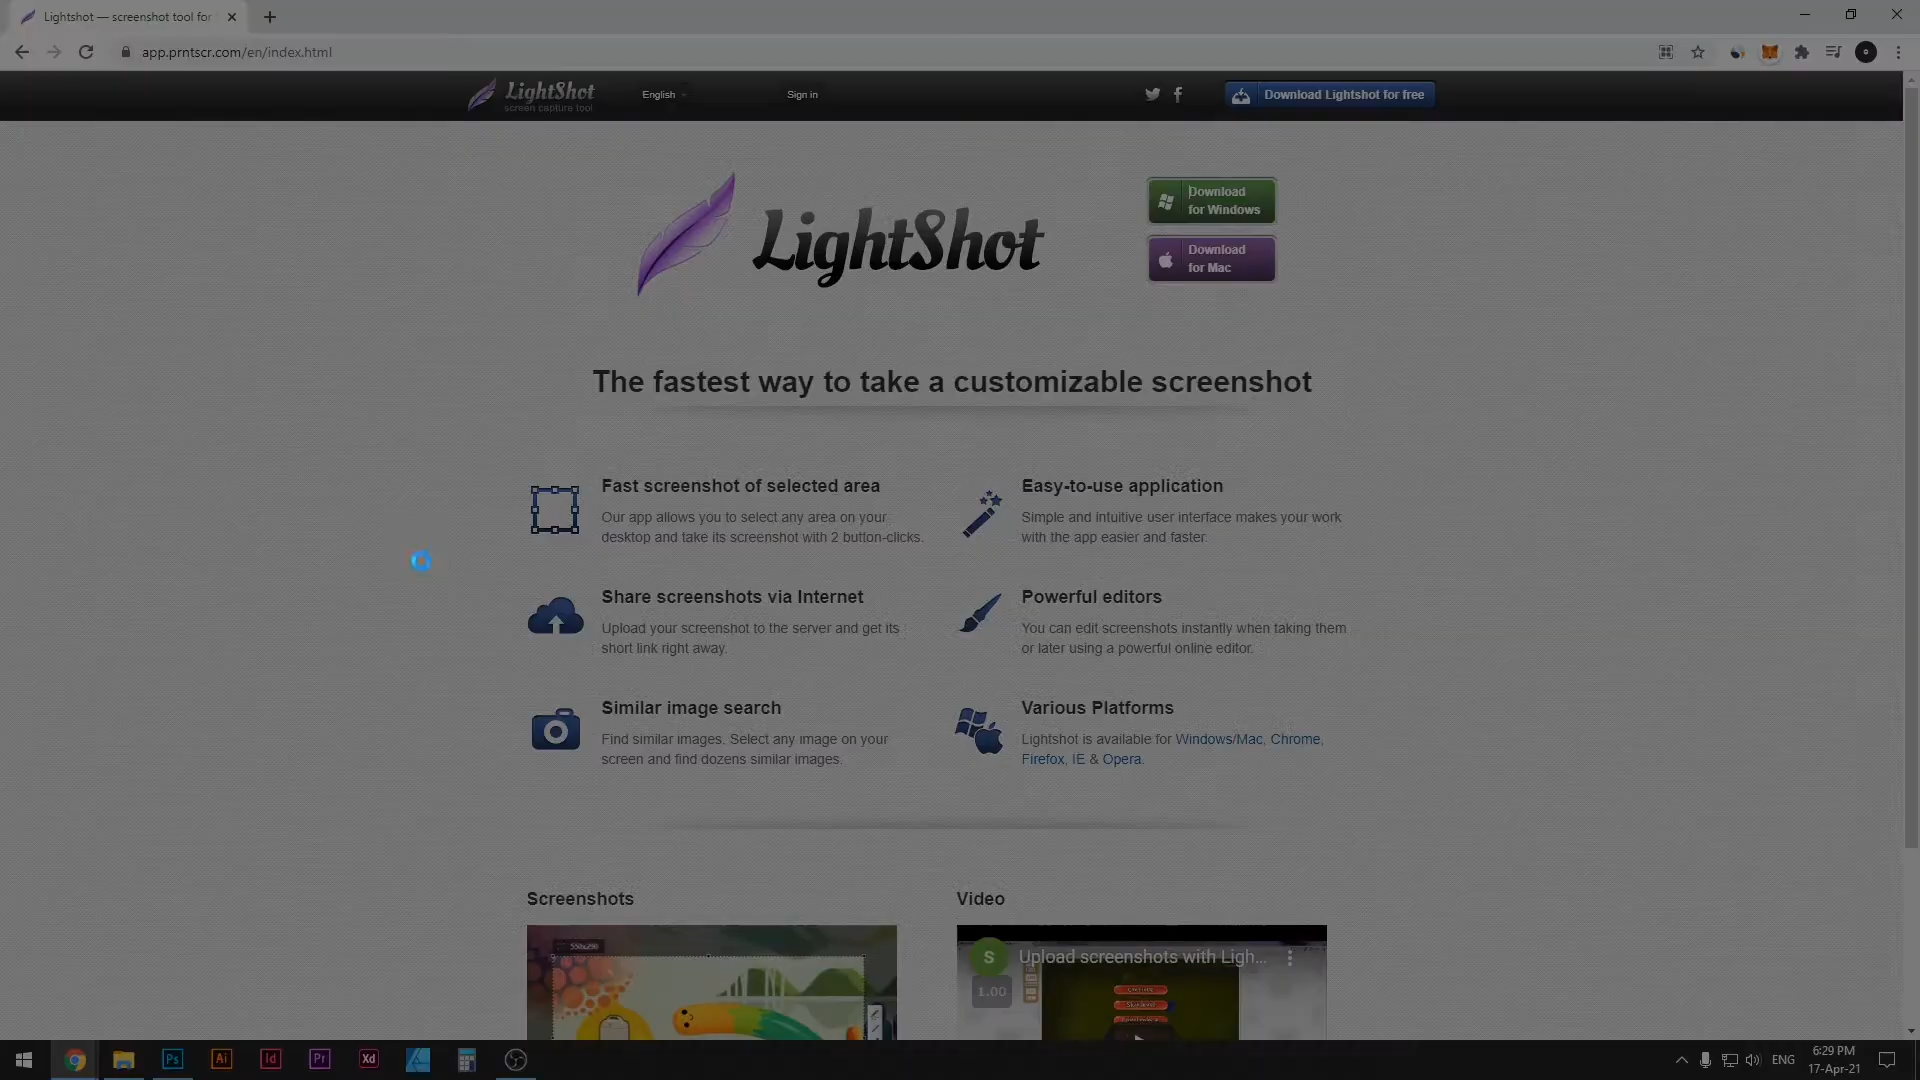 Lightshot — screenshot tool for
app.prntscr.com/en/index.html
LightShot
screen capture tool
English
Sign in
Download Lightshot for free
LightShot
Download
for Windows
Download
for Mac
The fastest way to take a customizable screenshot
Fast screenshot of selected area
Our app allows you to select any area on your
desktop and take its screenshot with 2 button-clicks.
Easy-to-use application
Simple and intuitive user interface makes your work
with the app easier and faster.
Share screenshots via Internet
Upload your screenshot to the server and get its
short link right away.
Powerful editors
You can edit screenshots instantly when taking them
or later using a powerful online editor.
Similar image search
Find similar images. Select any image on your
screen and find dozens similar images.
Various Platforms
Lightshot is available for Windows/Mac, Chrome,
Firefox, IE & Opera.
Screenshots
Video
550x290
S
Upload screenshots with Ligh...
1.00
Ps
Ai
Id
Pr
Xd
ENG
6:29 PM
17-Apr-21